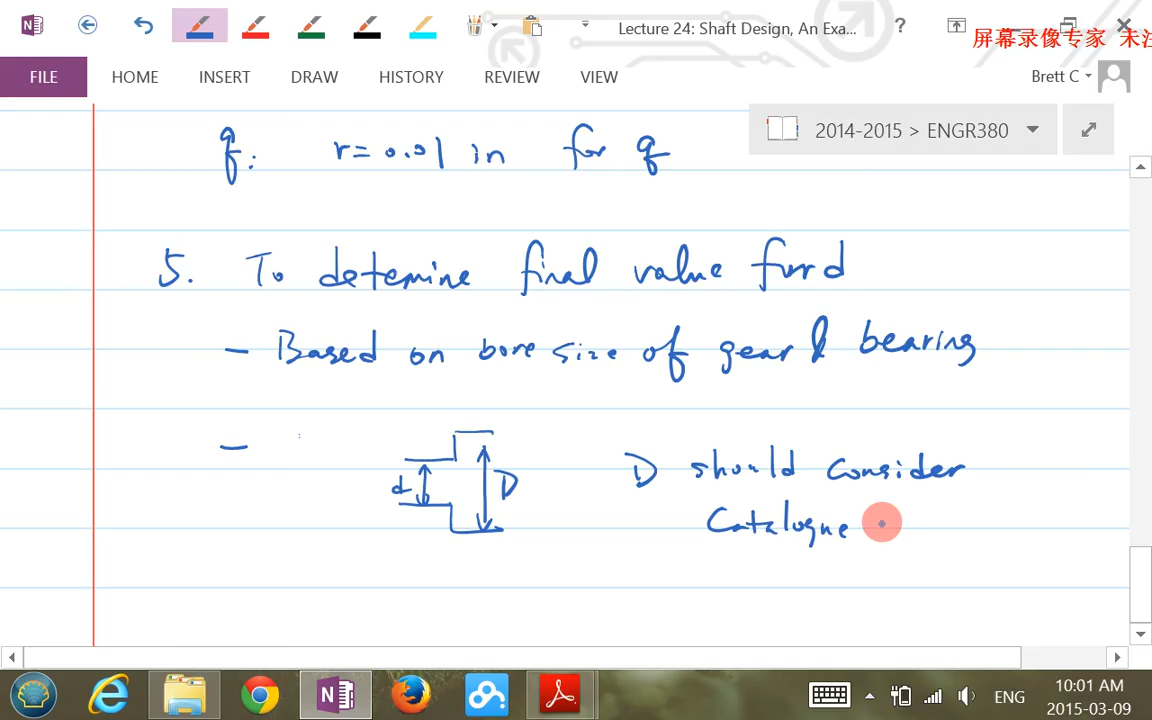 Lecture 24: Shaft Design, An Exa...
?
屏幕录像专家 未
FILE
HOME
INSERT
DRAW
HISTORY
REVIEW
VIEW
Brett C
2014-2015 > ENGR380
q: r = 0.01 in for q
5. To detemine final value for d
- Based on bore size of gear & bearing
-
d
D
D should consider
Catalogue
ENG
10:01 AM
2015-03-09